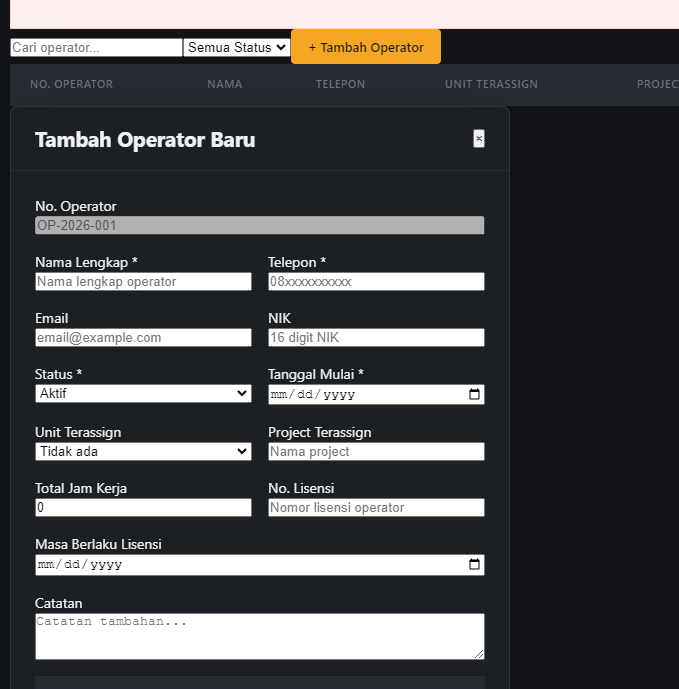 Cari operator... Semua Status + Tambah Operator
NO. OPERATOR NAMA TELEPON UNIT TERASSIGN PROJEC
Tambah Operator Baru ×
No. Operator
OP-2026-001
Nama Lengkap * Telepon *
Nama lengkap operator 08xxxxxxxxxx
Email NIK
email@example.com 16 digit NIK
Status * Tanggal Mulai *
Aktif mm/dd/yyyy
Unit Terassign Project Terassign
Tidak ada Nama project
Total Jam Kerja No. Lisensi
0 Nomor lisensi operator
Masa Berlaku Lisensi
mm/dd/yyyy
Catatan
Catatan tambahan...